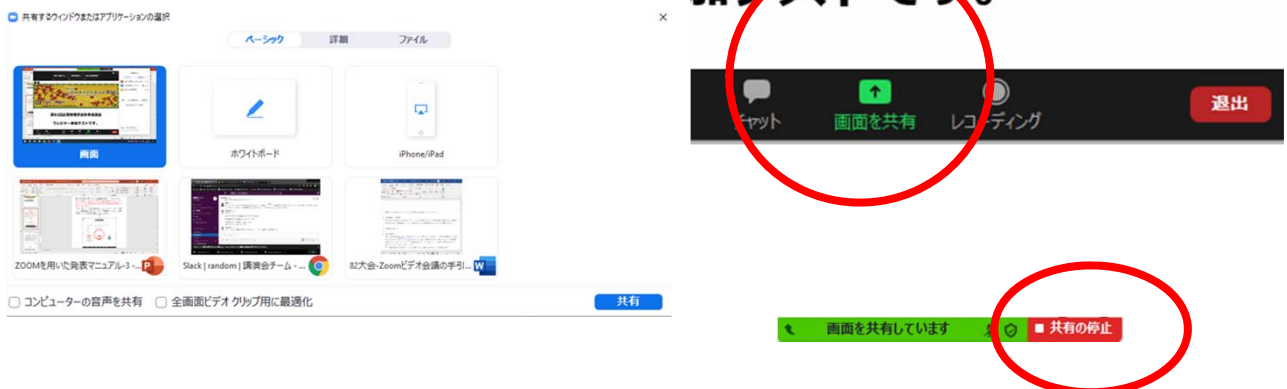 共有するウィンドウまたはアプリケーションの選択
ベーシック 詳細 ファイル
画面
ホワイトボード
iPhone/iPad
ZOOMを用いた発表マニュアル-3 -...
Slack | random | 講演会チーム - ...
82大会-Zoomビデオ会議の手引...
コンピューターの音声を共有 全画面ビデオ クリップ用に最適化
共有
加テストです。
チャット 画面を共有 レコーディング 退出
画面を共有しています
共有の停止